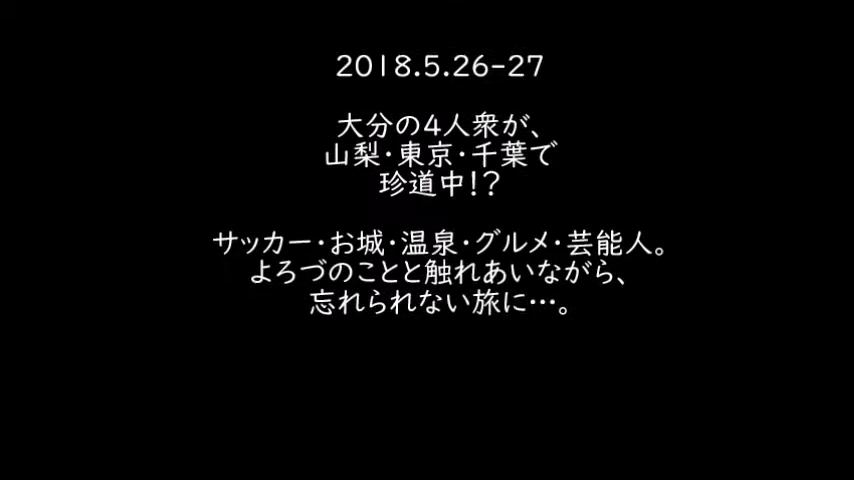 2018.5.26-27
大分の4人衆が、
山梨・東京・千葉で
珍道中!?
サッカー・お城・温泉・グルメ・芸能人。
よろづのことと触れあいながら、
忘れられない旅に…。